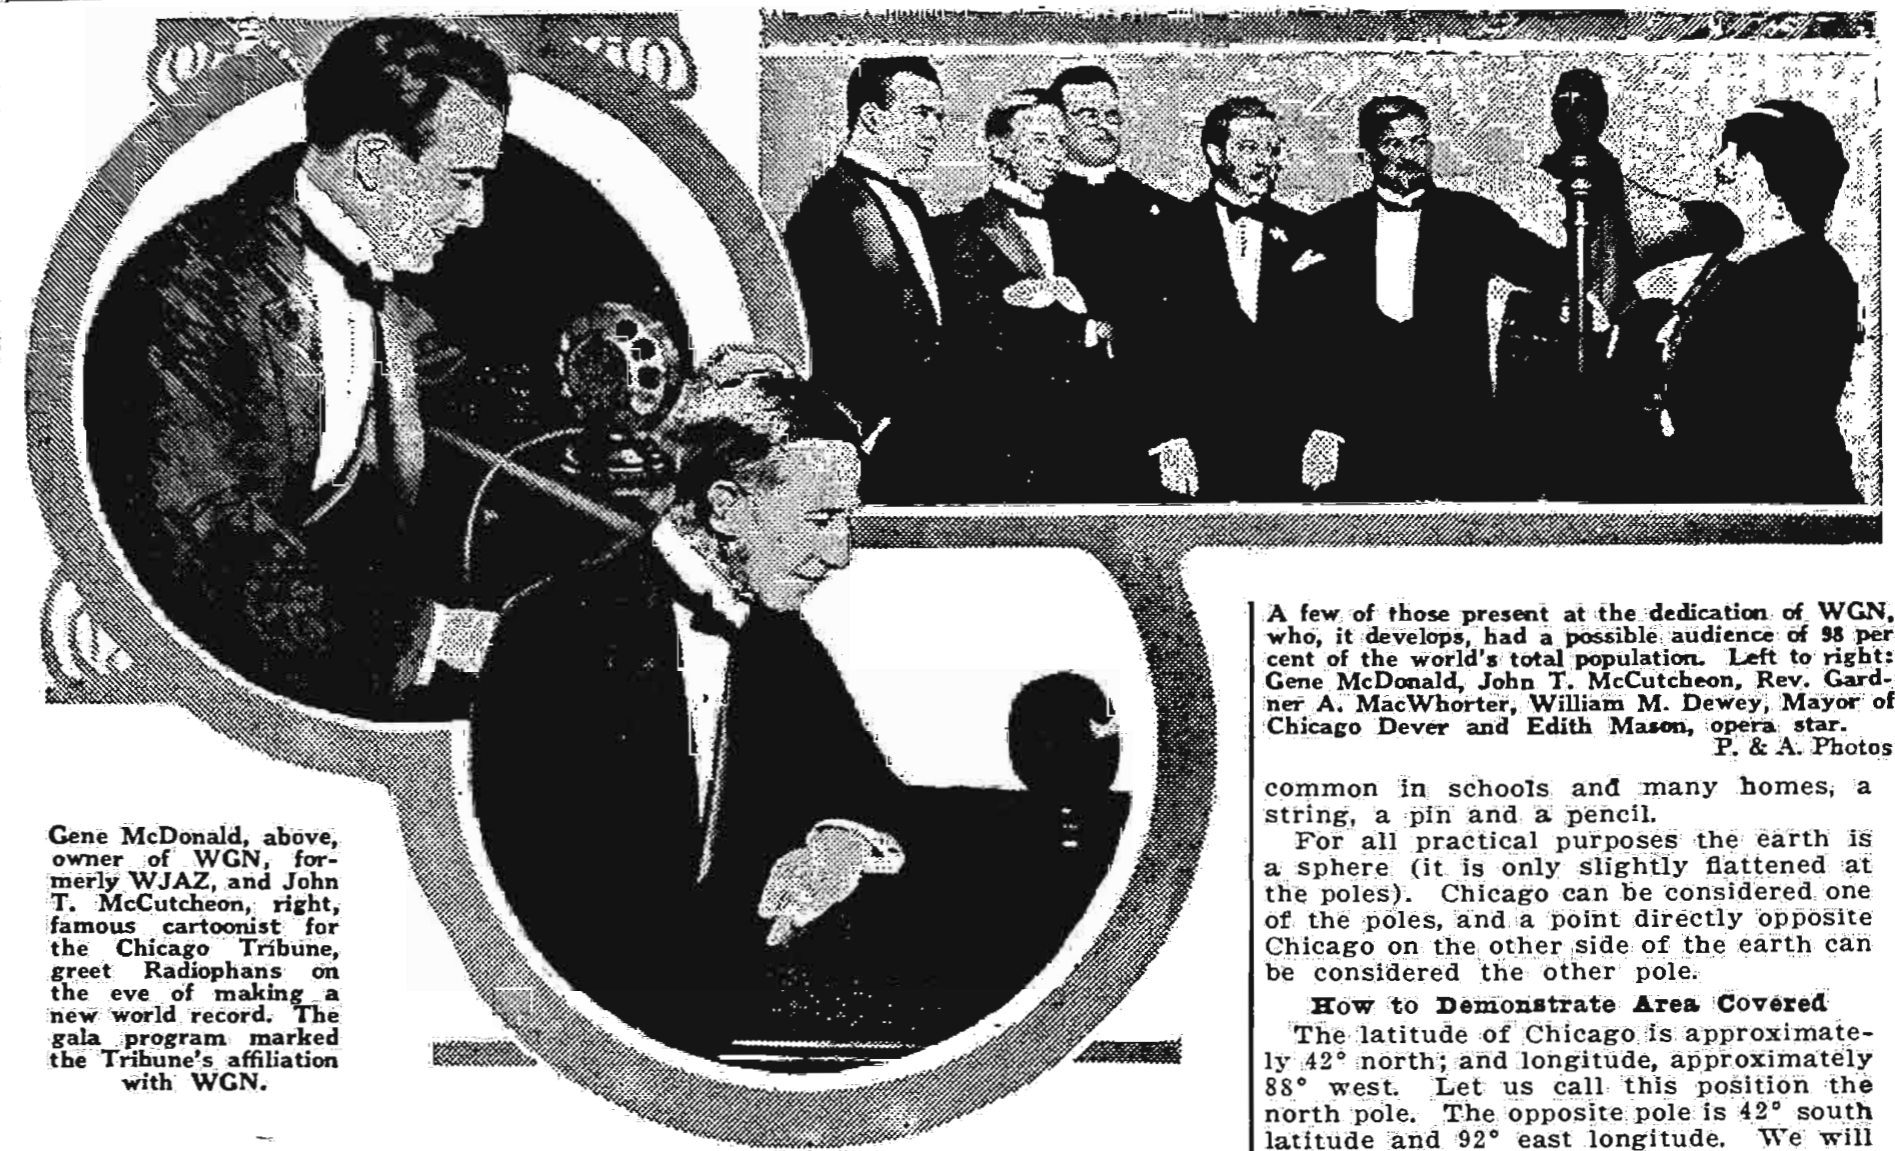 A few of those present at the dedication of WGN,
who, it develops, had a possible audience of 98 per
cent of the world's total population. Left to right:
Gene McDonald, John T. McCutcheon, Rev. Gard-
ner A. MacWhorter, William M. Dewey, Mayor of
Chicago Dever and Edith Mason, opera star.
P. & A. Photos
Gene McDonald, above,
owner of WGN, for-
merly WJAZ, and John
T. McCutcheon, right,
famous cartoonist for
the Chicago Tribune,
greet Radiophans on
the eve of making a
new world record. The
gala program marked
the Tribune's affiliation
with WGN.
common in schools and many homes, a
string, a pin and a pencil.
For all practical purposes the earth is
a sphere (it is only slightly flattened at
the poles). Chicago can be considered one
of the poles, and a point directly opposite
Chicago on the other side of the earth can
be considered the other pole.
How to Demonstrate Area Covered
The latitude of Chicago is approximate-
ly 42° north; and longitude, approximately
88° west. Let us call this position the
north pole. The opposite pole is 42° south
latitude and 92° east longitude. We will